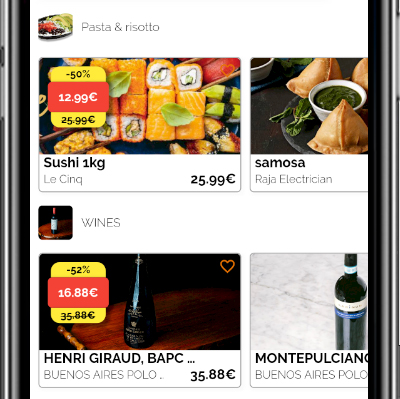 Pasta & risotto
-50%
12.99€
25.99€
Sushi 1kg
Le Cinq
25.99€
samosa
Raja Electrician
WINES
-52%
16.88€
35.88€
HENRI GIRAUD, BAPC ...
BUENOS AIRES POLO ..
35.88€
MONTEPULCIANO
BUENOS AIRES POLO